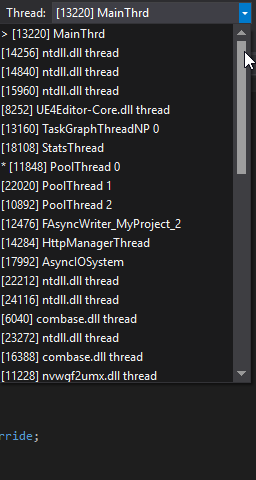 Thread: [13220] MainThrd
> [13220] MainThrd
[14256] ntdll.dll thread
[14840] ntdll.dll thread
[15960] ntdll.dll thread
[8252] UE4Editor-Core.dll thread
[13160] TaskGraphThreadNP 0
[18108] StatsThread
* [11848] PoolThread 0
[22020] PoolThread 1
[10892] PoolThread 2
[12476] FAsyncWriter_MyProject_2
[14284] HttpManagerThread
[17992] AsyncIOSystem
[22212] ntdll.dll thread
[24116] ntdll.dll thread
[6040] combase.dll thread
[23272] ntdll.dll thread
[16388] combase.dll thread
[11228] nvwgf2umx.dll thread
rride;